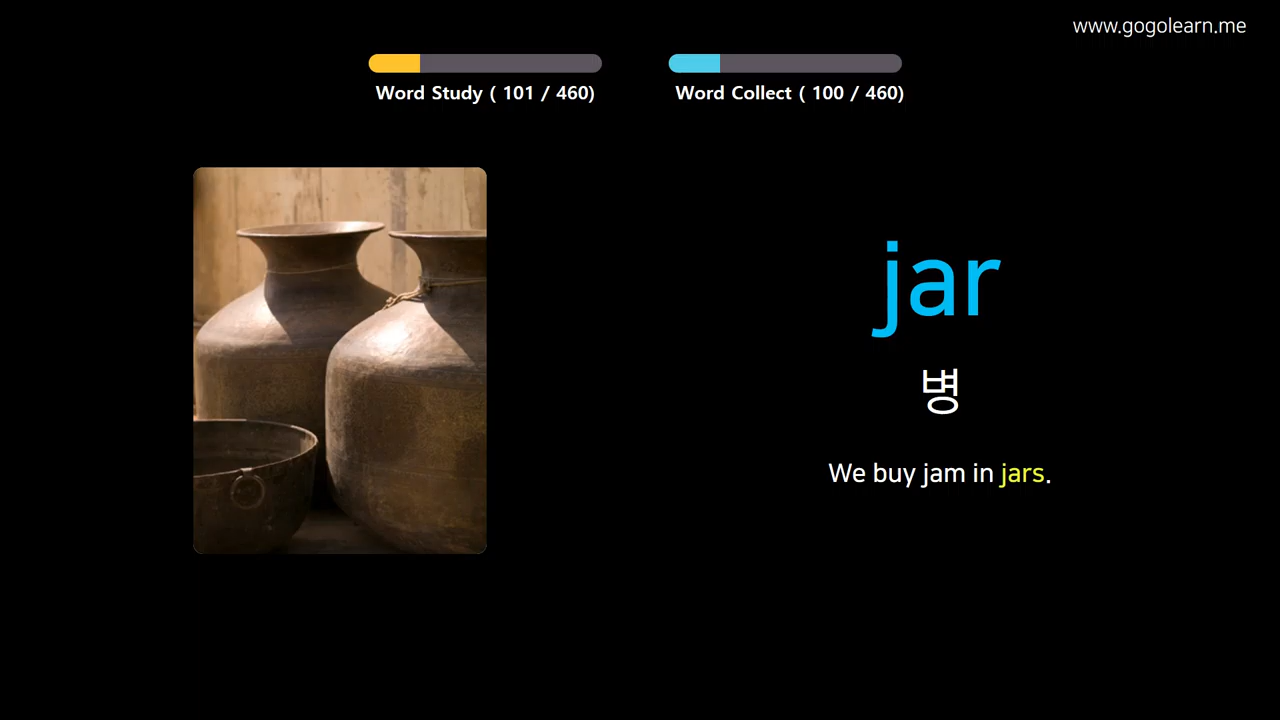 www.gogolearn.me
Word Study ( 101 / 460)
Word Collect ( 100 / 460)
jar
병
We buy jam in jars.